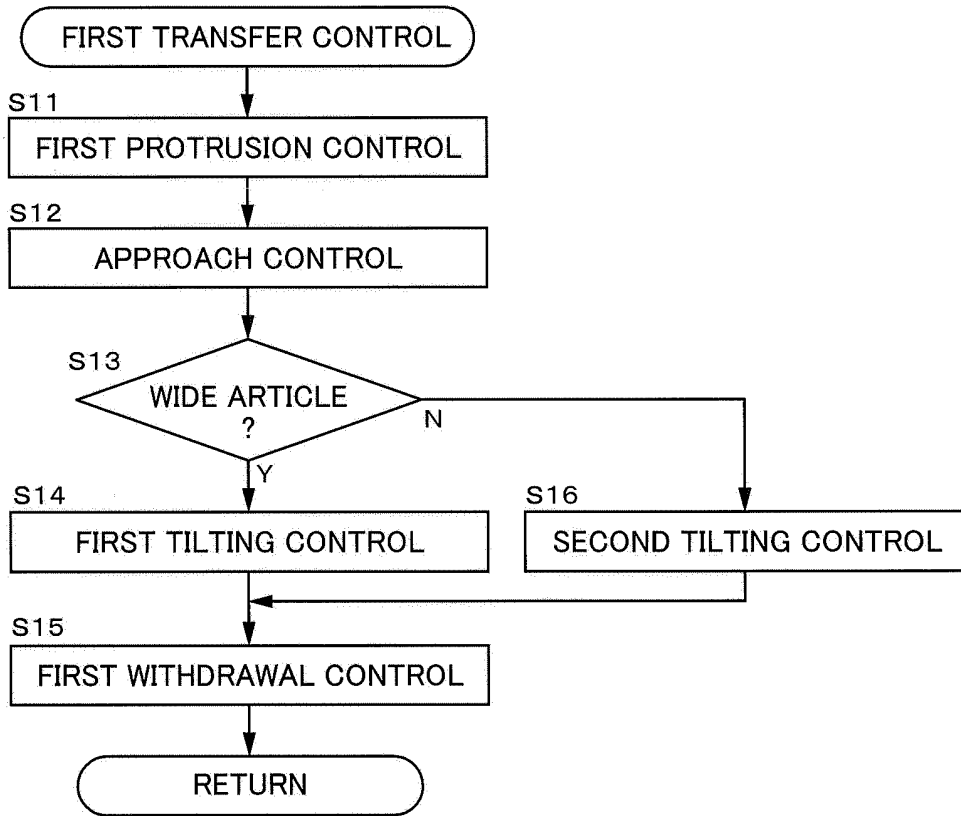 FIRST TRANSFER CONTROL
S11
FIRST PROTRUSION CONTROL
S12
APPROACH CONTROL
S13
WIDE ARTICLE
?
N
Y
S14
FIRST TILTING CONTROL
S16
SECOND TILTING CONTROL
S15
FIRST WITHDRAWAL CONTROL
RETURN